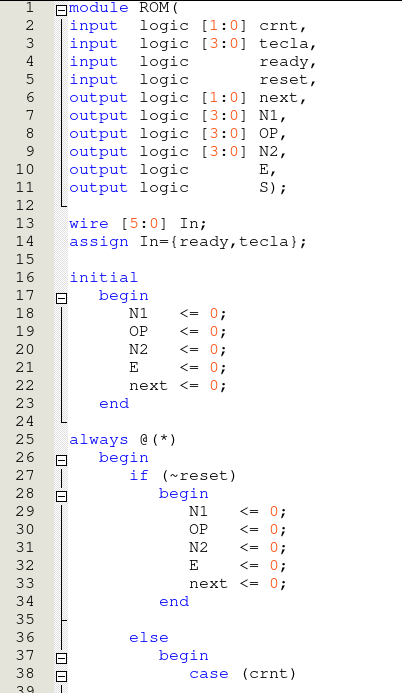 1 module ROM(
2 input logic [1:0] crnt,
3 input logic [3:0] tecla,
4 input logic ready,
5 input logic reset,
6 output logic [1:0] next,
7 output logic [3:0] N1,
8 output logic [3:0] OP,
9 output logic [3:0] N2,
10 output logic E,
11 output logic S);
12
13 wire [5:0] In;
14 assign In={ready,tecla};
15
16 initial
17 begin
18 N1 <= 0;
19 OP <= 0;
20 N2 <= 0;
21 E <= 0;
22 next <= 0;
23 end
24
25 always @(*)
26 begin
27 if (~reset)
28 begin
29 N1 <= 0;
30 OP <= 0;
31 N2 <= 0;
32 E <= 0;
33 next <= 0;
34 end
35
36 else
37 begin
38 case (crnt)
39